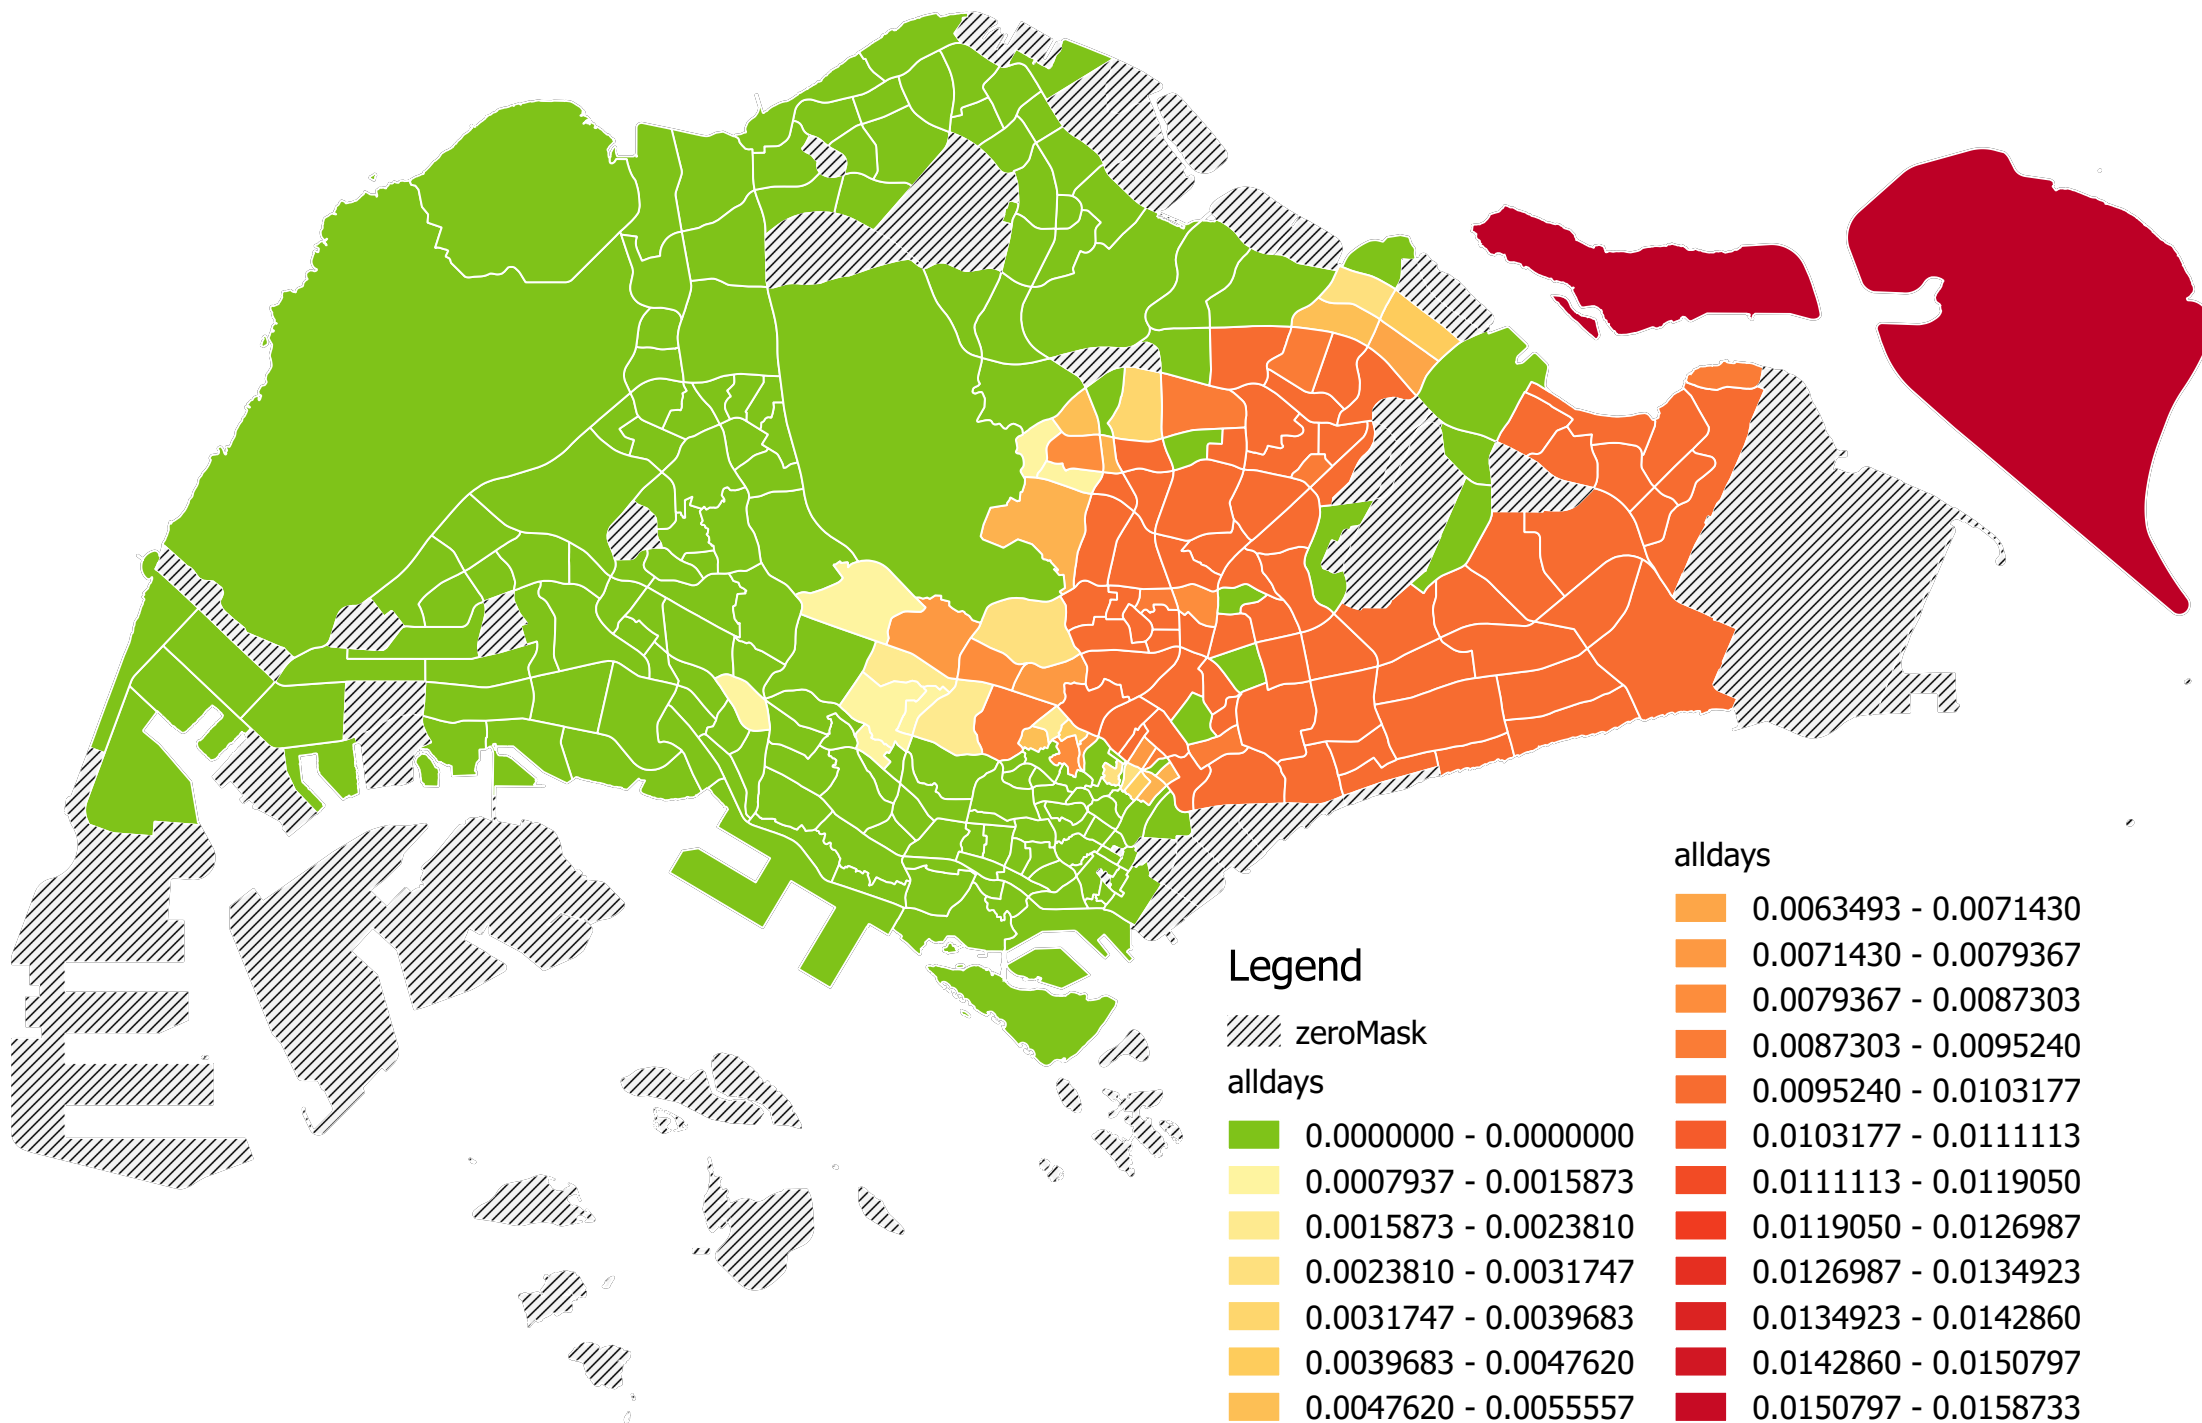 Legend
zeroMask
alldays
0.0000000 - 0.0000000
0.0007937 - 0.0015873
0.0015873 - 0.0023810
0.0023810 - 0.0031747
0.0031747 - 0.0039683
0.0039683 - 0.0047620
0.0047620 - 0.0055557
alldays
0.0063493 - 0.0071430
0.0071430 - 0.0079367
0.0079367 - 0.0087303
0.0087303 - 0.0095240
0.0095240 - 0.0103177
0.0103177 - 0.0111113
0.0111113 - 0.0119050
0.0119050 - 0.0126987
0.0126987 - 0.0134923
0.0134923 - 0.0142860
0.0142860 - 0.0150797
0.0150797 - 0.0158733